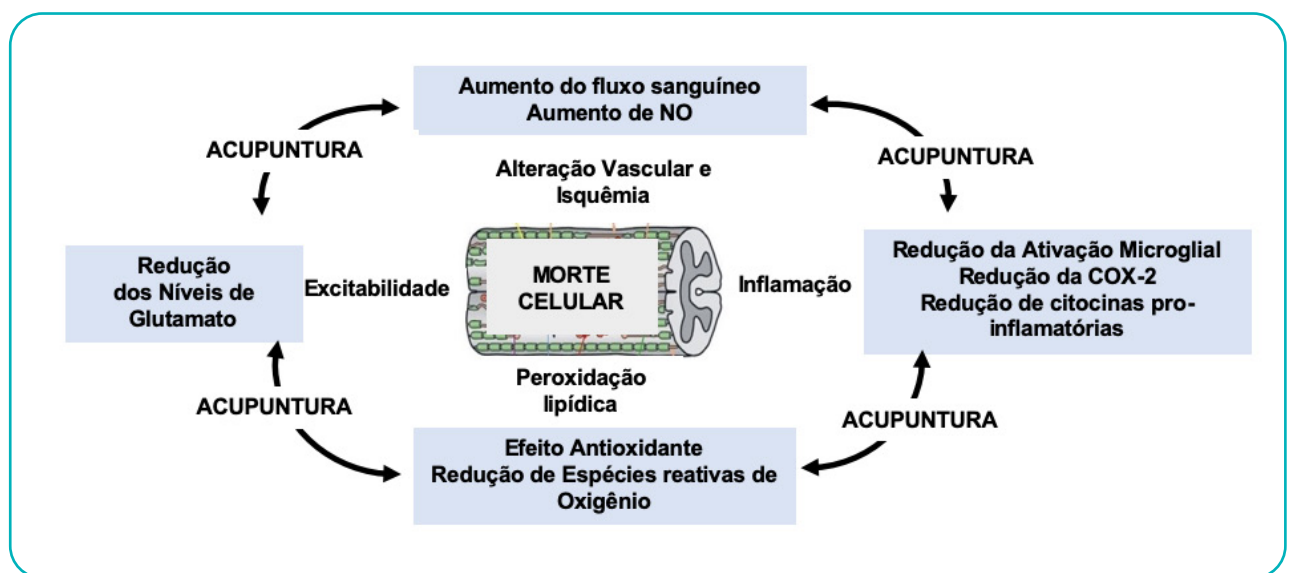 Aumento do fluxo sanguíneo
Aumento de NO
ACUPUNTURA
ACUPUNTURA
Alteração Vascular e
Isquêmia
Redução
dos Níveis de
Glutamato
Excitabilidade
MORTE
CELULAR
Inflamação
Redução da Ativação Microglial
Redução da COX-2
Redução de citocinas pro-
inflamatórias
Peroxidação
lipídica
ACUPUNTURA
ACUPUNTURA
Efeito Antioxidante
Redução de Espécies reativas de
Oxigênio